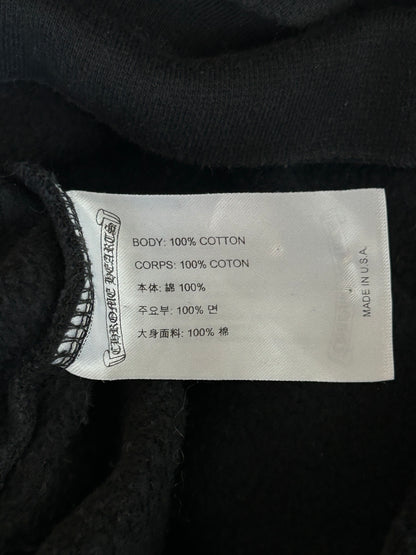 CHROME HEARTS
BODY: 100% COTTON
CORPS: 100% COTON
本体: 綿 100%
주요부: 100% 면
大身面料: 100% 棉
MADE IN U.S.A.